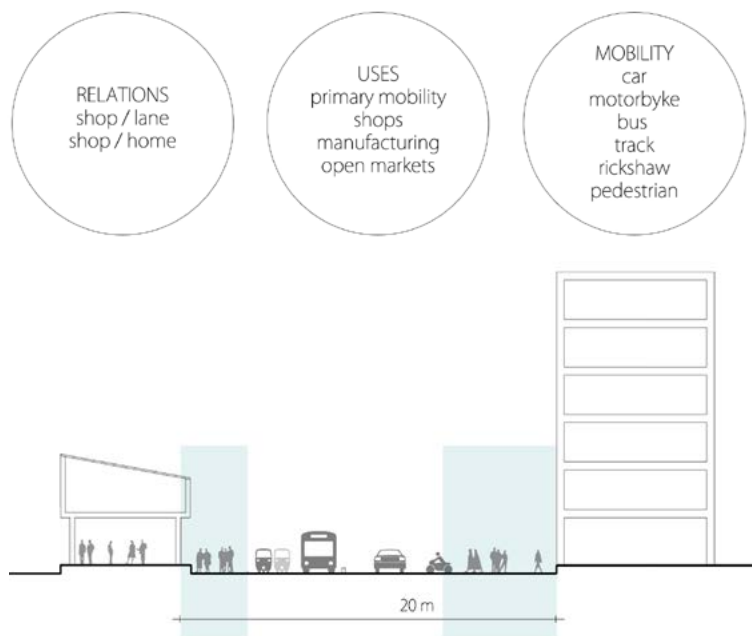 RELATIONS
shop / lane
shop / home
USES
primary mobility
shops
manufacturing
open markets
MOBILITY
car
motorbyke
bus
track
rickshaw
pedestrian
20 m